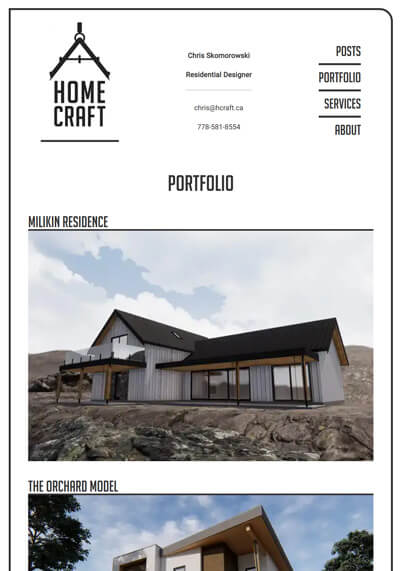 HOME
CRAFT
Chris Skomorowski
Residential Designer
chris@hcraft.ca
778-581-8554
POSTS
PORTFOLIO
SERVICES
ABOUT
PORTFOLIO
MILIKIN RESIDENCE
THE ORCHARD MODEL